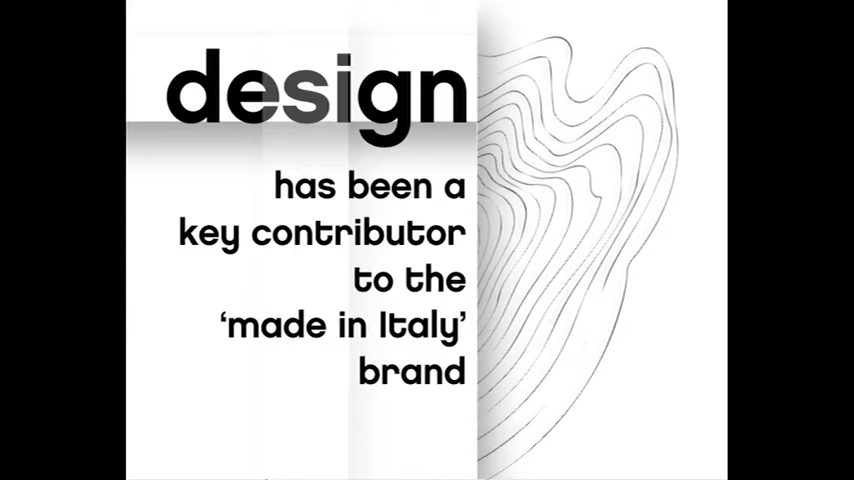 design
has been a
key contributor
to the
‘made in Italy’
brand